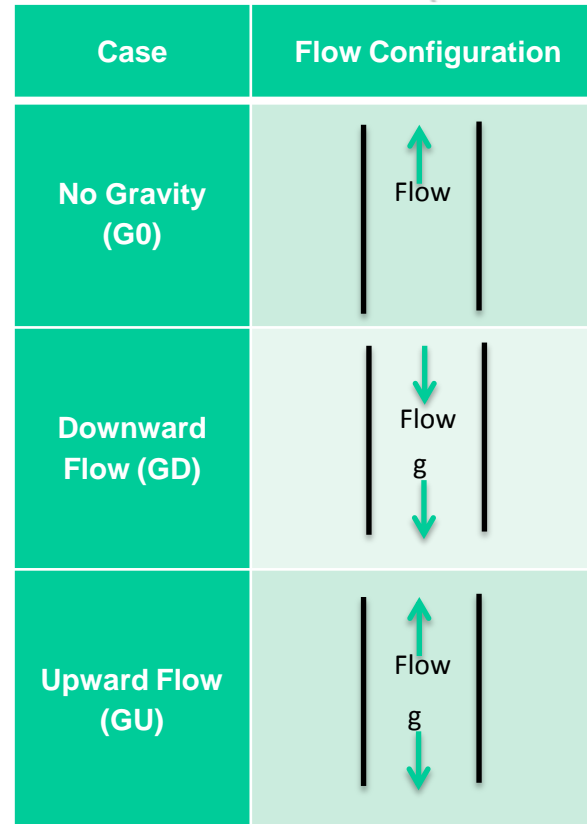 Case
Flow Configuration
No Gravity
(G0)
Flow
Downward
Flow (GD)
Flow
g
Upward Flow
(GU)
Flow
g